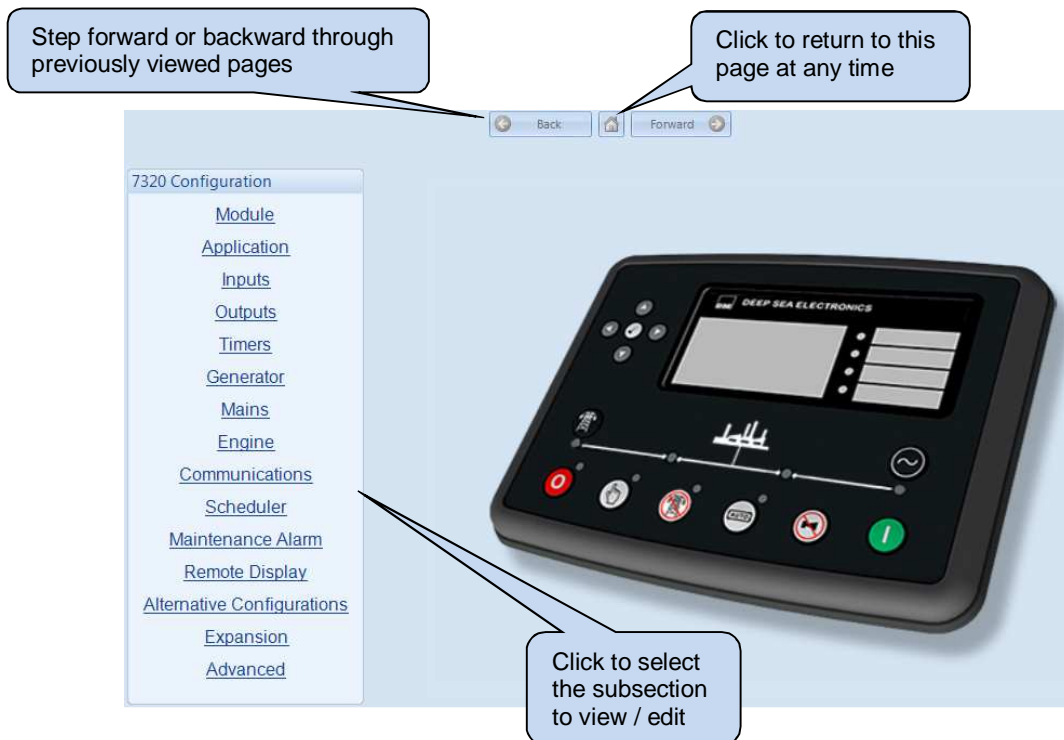 Step forward or backward through
previously viewed pages
Click to return to this
page at any time
Back
Forward
7320 Configuration
Module
Application
Inputs
Outputs
Timers
Generator
Mains
Engine
Communications
Scheduler
Maintenance Alarm
Remote Display
Alternative Configurations
Expansion
Advanced
DEEP SEA ELECTRONICS
AUTO
Click to select
the subsection
to view / edit